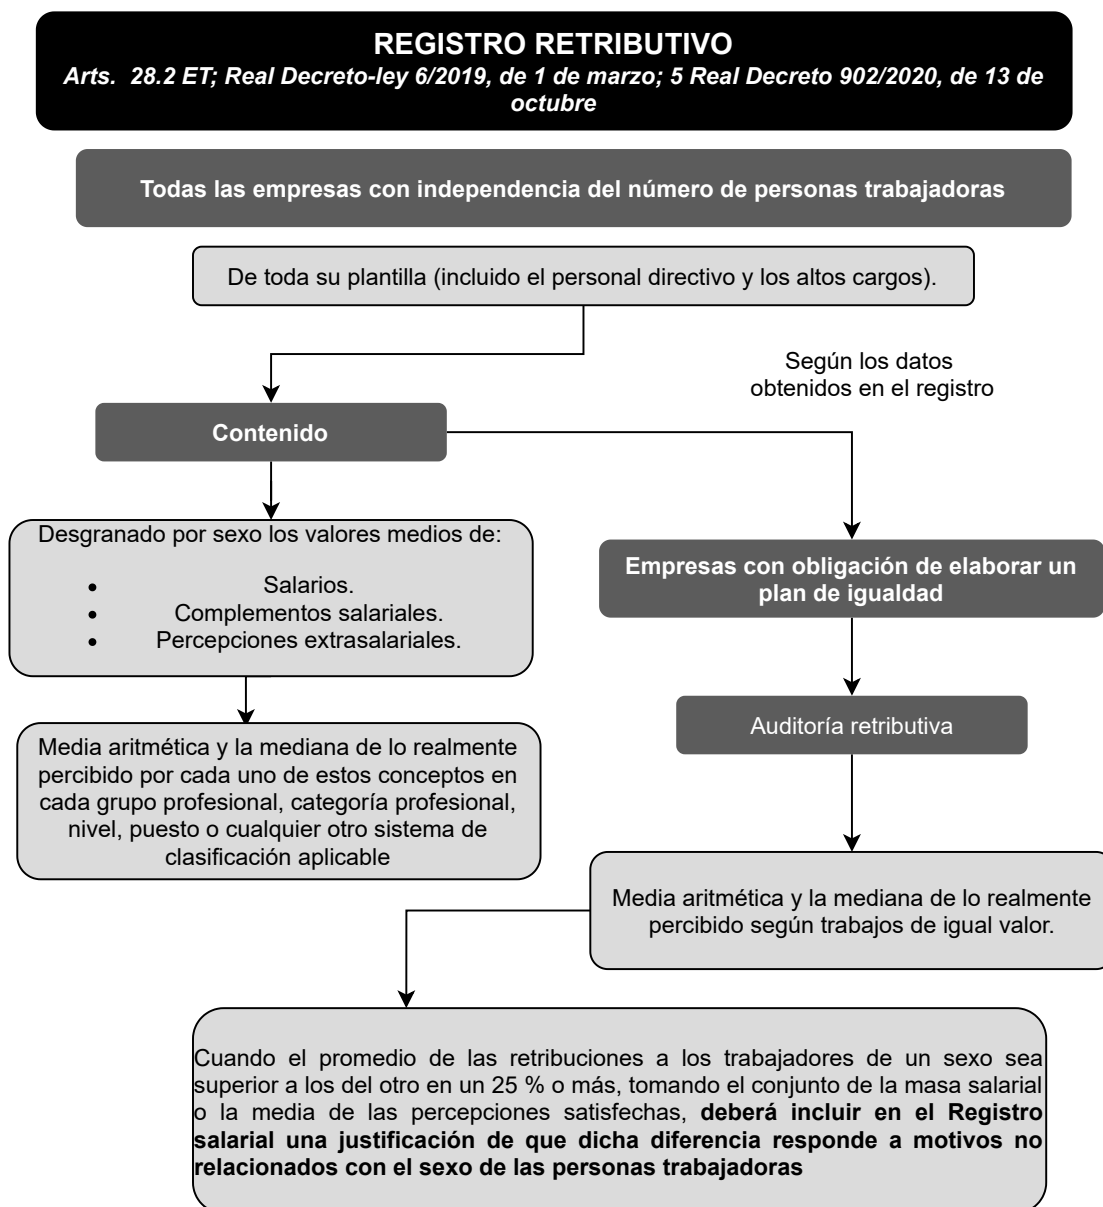 REGISTRO RETRIBUTIVO
Arts. 28.2 ET; Real Decreto-ley 6/2019, de 1 de marzo; 5 Real Decreto 902/2020, de 13 de
octubre
Todas las empresas con independencia del número de personas trabajadoras
De toda su plantilla (incluido el personal directivo y los altos cargos).
Según los datos
obtenidos en el registro
Contenido
Desgranado por sexo los valores medios de:
• Salarios.
• Complementos salariales.
• Percepciones extrasalariales.
Empresas con obligación de elaborar un
plan de igualdad
Auditoría retributiva
Media aritmética y la mediana de lo realmente
percibido por cada uno de estos conceptos en
cada grupo profesional, categoría profesional,
nivel, puesto o cualquier otro sistema de
clasificación aplicable
Media aritmética y la mediana de lo realmente
percibido según trabajos de igual valor.
Cuando el promedio de las retribuciones a los trabajadores de un sexo sea
superior a los del otro en un 25 % o más, tomando el conjunto de la masa salarial
o la media de las percepciones satisfechas, deberá incluir en el Registro
salarial una justificación de que dicha diferencia responde a motivos no
relacionados con el sexo de las personas trabajadoras